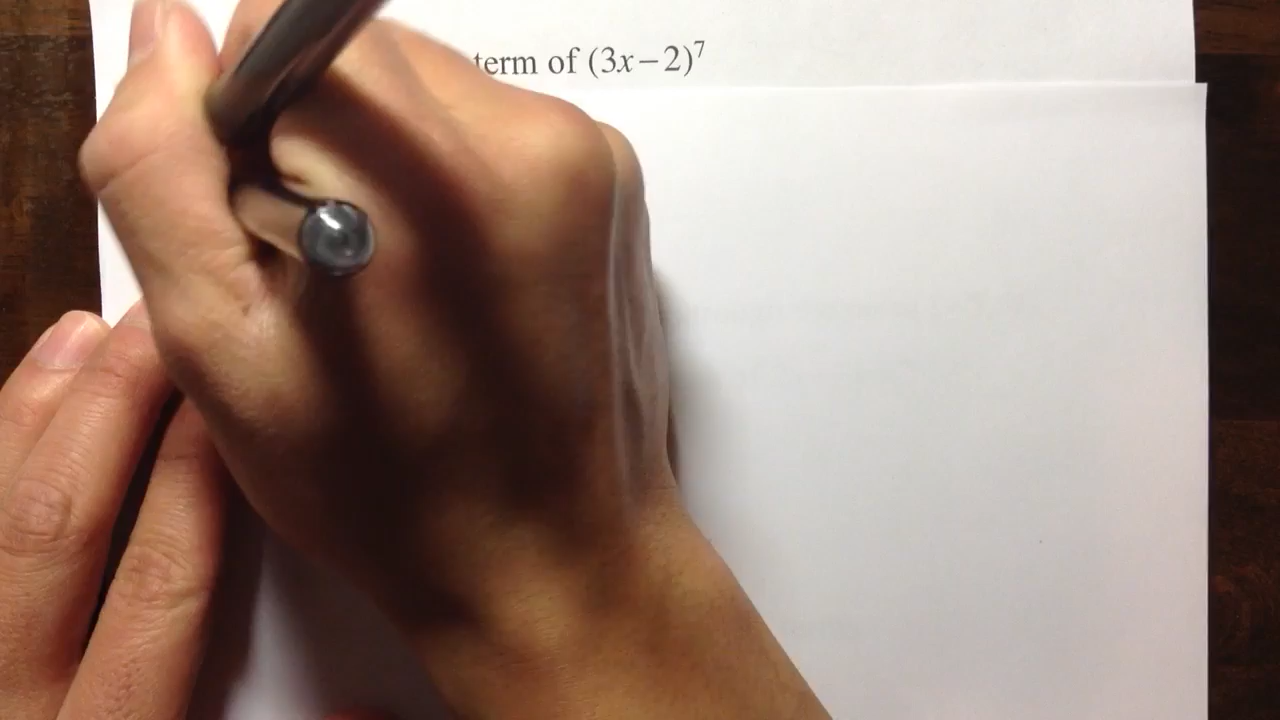 term of (3x−2)⁷